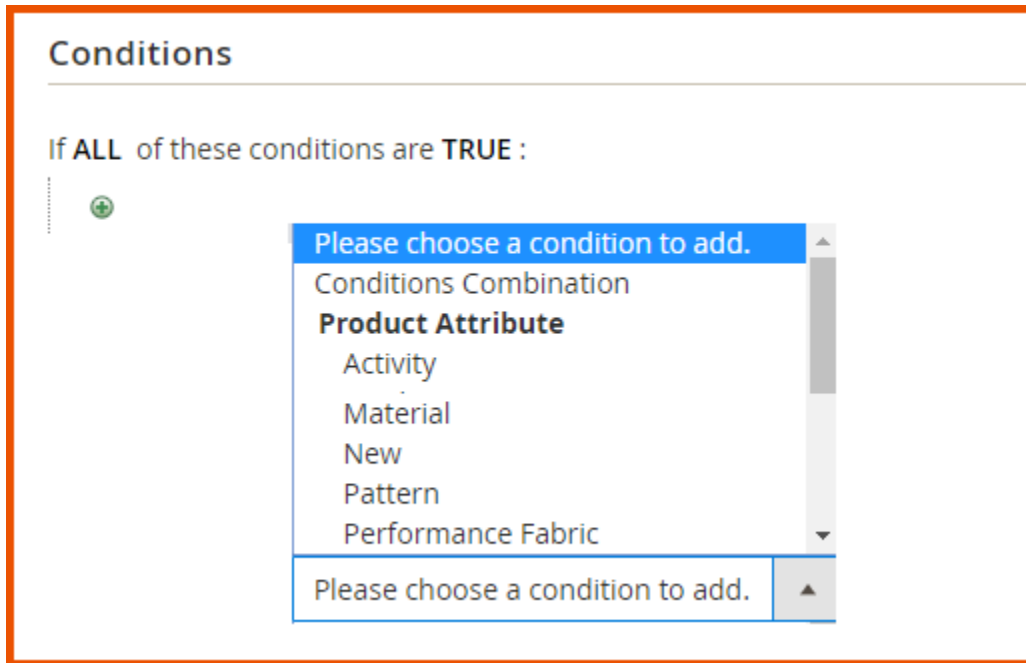 Conditions
If ALL of these conditions are TRUE :
Please choose a condition to add.
Conditions Combination
Product Attribute
Activity
Material
New
Pattern
Performance Fabric
Please choose a condition to add.